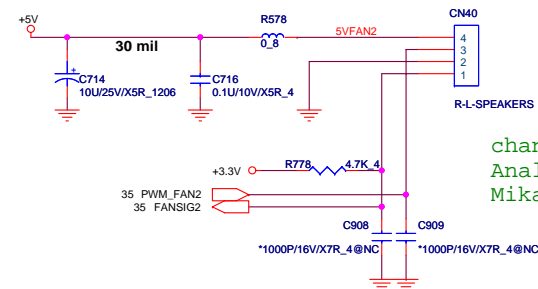 +5V
30 mil
R578
0_8
5VFAN2
CN40
4
3
2
1
R-L-SPEAKERS
+
C714
10U/25V/X5R_1206
C716
0.1U/10V/X5R_4
chan
Anal
Mika
+3.3V
R778
4.7K_4
35 PWM_FAN2
35 FANSIG2
C908
C909
*1000P/16V/X7R_4@NC
*1000P/16V/X7R_4@NC